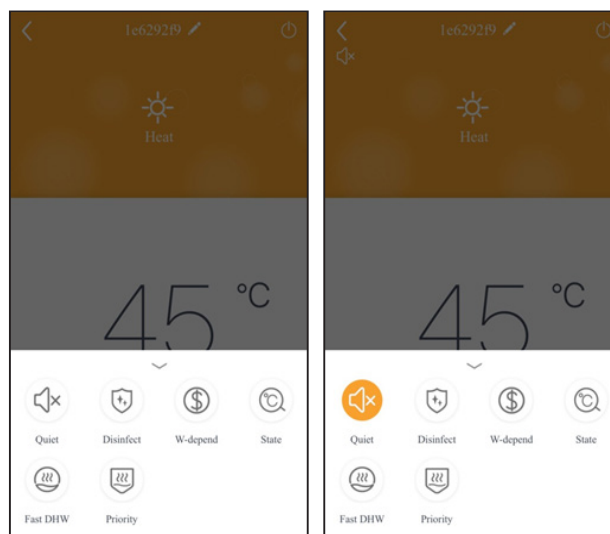 1e6292f9
Heat
45 °C
Quiet Disinfect W-depend State
Fast DHW Priority
1e6292f9
Heat
45 °C
Quiet Disinfect W-depend State
Fast DHW Priority